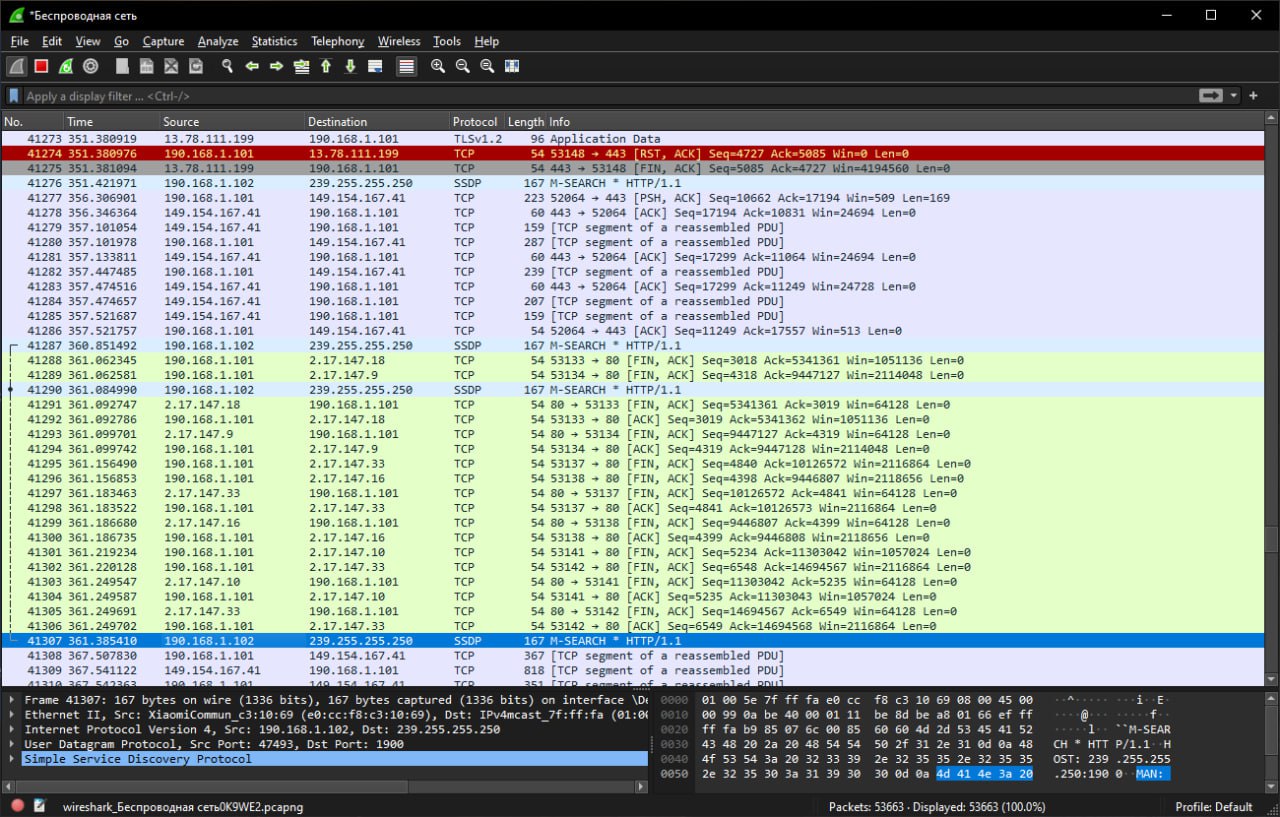 *Беспроводная сеть
File Edit View Go Capture Analyze Statistics Telephony Wireless Tools Help
Apply a display filter ... <Ctrl-/>
No. Time Source Destination Protocol Length Info
41273 351.380919 13.78.111.199 190.168.1.101 TLSv1.2 96 Application Data
41274 351.380976 190.168.1.101 13.78.111.199 TCP 54 53148 → 443 [RST, ACK] Seq=4727 Ack=5085 Win=0 Len=0
41275 351.381094 13.78.111.199 190.168.1.101 TCP 54 443 → 53148 [FIN, ACK] Seq=5085 Ack=4727 Win=4194560 Len=0
41276 351.421971 190.168.1.102 239.255.255.250 SSDP 167 M-SEARCH * HTTP/1.1
41277 356.306901 190.168.1.101 149.154.167.41 TCP 223 52064 → 443 [PSH, ACK] Seq=10662 Ack=17194 Win=509 Len=169
41278 356.346364 149.154.167.41 190.168.1.101 TCP 60 443 → 52064 [ACK] Seq=17194 Ack=10831 Win=24694 Len=0
41279 357.101054 149.154.167.41 190.168.1.101 TCP 159 [TCP segment of a reassembled PDU]
41280 357.101978 190.168.1.101 149.154.167.41 TCP 287 [TCP segment of a reassembled PDU]
41281 357.133811 149.154.167.41 190.168.1.101 TCP 60 443 → 52064 [ACK] Seq=17299 Ack=11064 Win=24694 Len=0
41282 357.447485 190.168.1.101 149.154.167.41 TCP 239 [TCP segment of a reassembled PDU]
41283 357.474516 149.154.167.41 190.168.1.101 TCP 60 443 → 52064 [ACK] Seq=17299 Ack=11249 Win=24728 Len=0
41284 357.474657 149.154.167.41 190.168.1.101 TCP 207 [TCP segment of a reassembled PDU]
41285 357.521687 149.154.167.41 190.168.1.101 TCP 159 [TCP segment of a reassembled PDU]
41286 357.521757 190.168.1.101 149.154.167.41 TCP 54 52064 → 443 [ACK] Seq=11249 Ack=17557 Win=513 Len=0
41287 360.851492 190.168.1.102 239.255.255.250 SSDP 167 M-SEARCH * HTTP/1.1
41288 361.062345 190.168.1.101 2.17.147.18 TCP 54 53133 → 80 [FIN, ACK] Seq=3018 Ack=5341361 Win=1051136 Len=0
41289 361.062581 190.168.1.101 2.17.147.9 TCP 54 53134 → 80 [FIN, ACK] Seq=4318 Ack=9447127 Win=2114048 Len=0
41290 361.084990 190.168.1.102 239.255.255.250 SSDP 167 M-SEARCH * HTTP/1.1
41291 361.092747 2.17.147.18 190.168.1.101 TCP 54 80 → 53133 [FIN, ACK] Seq=5341361 Ack=3019 Win=64128 Len=0
41292 361.092786 190.168.1.101 2.17.147.18 TCP 54 53133 → 80 [ACK] Seq=3019 Ack=5341362 Win=1051136 Len=0
41293 361.099701 2.17.147.9 190.168.1.101 TCP 54 80 → 53134 [FIN, ACK] Seq=9447127 Ack=4319 Win=64128 Len=0
41294 361.099742 190.168.1.101 2.17.147.9 TCP 54 53134 → 80 [ACK] Seq=4319 Ack=9447128 Win=2114048 Len=0
41295 361.156490 190.168.1.101 2.17.147.33 TCP 54 53137 → 80 [FIN, ACK] Seq=4840 Ack=10126572 Win=2116864 Len=0
41296 361.156853 190.168.1.101 2.17.147.16 TCP 54 53138 → 80 [FIN, ACK] Seq=4398 Ack=9446807 Win=2118656 Len=0
41297 361.183463 2.17.147.33 190.168.1.101 TCP 54 80 → 53137 [FIN, ACK] Seq=10126572 Ack=4841 Win=64128 Len=0
41298 361.183522 190.168.1.101 2.17.147.33 TCP 54 53137 → 80 [ACK] Seq=4841 Ack=10126573 Win=2116864 Len=0
41299 361.186680 2.17.147.16 190.168.1.101 TCP 54 80 → 53138 [FIN, ACK] Seq=9446807 Ack=4399 Win=64128 Len=0
41300 361.186735 190.168.1.101 2.17.147.16 TCP 54 53138 → 80 [ACK] Seq=4399 Ack=9446808 Win=2118656 Len=0
41301 361.219234 190.168.1.101 2.17.147.10 TCP 54 53141 → 80 [FIN, ACK] Seq=5234 Ack=11303042 Win=1057024 Len=0
41302 361.220128 190.168.1.101 2.17.147.33 TCP 54 53142 → 80 [FIN, ACK] Seq=6548 Ack=14694567 Win=2116864 Len=0
41303 361.249547 2.17.147.10 190.168.1.101 TCP 54 80 → 53141 [FIN, ACK] Seq=11303042 Ack=5235 Win=64128 Len=0
41304 361.249587 190.168.1.101 2.17.147.10 TCP 54 53141 → 80 [ACK] Seq=5235 Ack=11303043 Win=1057024 Len=0
41305 361.249691 2.17.147.33 190.168.1.101 TCP 54 80 → 53142 [FIN, ACK] Seq=14694567 Ack=6549 Win=64128 Len=0
41306 361.249702 190.168.1.101 2.17.147.33 TCP 54 53142 → 80 [ACK] Seq=6549 Ack=14694568 Win=2116864 Len=0
41307 361.385410 190.168.1.102 239.255.255.250 SSDP 167 M-SEARCH * HTTP/1.1
41308 367.507830 190.168.1.101 149.154.167.41 TCP 367 [TCP segment of a reassembled PDU]
41309 367.541122 149.154.167.41 190.168.1.101 TCP 818 [TCP segment of a reassembled PDU]
41310 367.542363 190.168.1.101 149.154.167.41 TCP 351 [TCP segment of a reassembled PDU]
Frame 41307: 167 bytes on wire (1336 bits), 167 bytes captured (1336 bits) on interface \De
Ethernet II, Src: XiaomiCommun_c3:10:69 (e0:cc:f8:c3:10:69), Dst: IPv4mcast_7f:ff:fa (01:00
Internet Protocol Version 4, Src: 190.168.1.102, Dst: 239.255.255.250
User Datagram Protocol, Src Port: 47493, Dst Port: 1900
Simple Service Discovery Protocol
0000 01 00 5e 7f ff fa e0 cc f8 c3 10 69 08 00 45 00 ··^····· ···i··E·
0010 00 99 0a be 40 00 01 11 be 8d be a8 01 66 ef ff ····@··· ·····f··
0020 ff fa b9 85 07 6c 00 85 60 60 4d 2d 53 45 41 52 ·····l·· ``M-SEAR
0030 43 48 20 2a 20 48 54 54 50 2f 31 2e 31 0d 0a 48 CH * HTT P/1.1··H
0040 4f 53 54 3a 20 32 33 39 2e 32 35 35 2e 32 35 35 OST: 239 .255.255
0050 2e 32 35 30 3a 31 39 30 30 0d 0a 4d 41 4e 3a 20 .250:190 0··MAN:
wireshark_Беспроводная сеть0K9WE2.pcapng Packets: 53663 · Displayed: 53663 (100.0%) Profile: Default